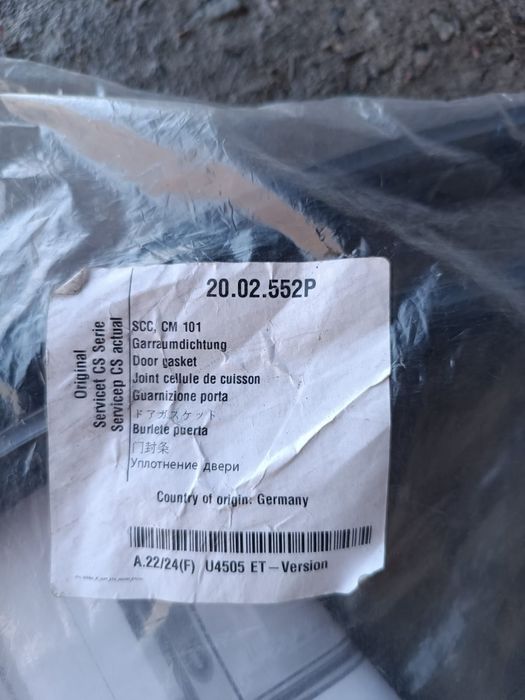 20.02.552P
Original
Servicet CS Serie
Servicep CS actual
SCC, CM 101
Garraumdichtung
Door gasket
Joint cellule de cuisson
Guarnizione porta
ドアガスケット
Burlete puerta
门封条
Уплотнение двери
Country of origin: Germany
A.22/24(F) U4505 ET-Version